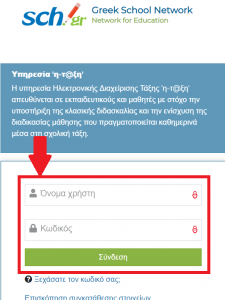 sch.gr
Greek School Network
Network for Education
Υπηρεσία 'η-τ@ξη'
Η υπηρεσία Ηλεκτρονικής Διαχείρισης Τάξης 'η-τ@ξη'
απευθύνεται σε εκπαιδευτικούς και μαθητές με στόχο την
υποστήριξη της κλασικής διδασκαλίας και την ενίσχυση της
διαδικασίας μάθησης που πραγματοποιείται καθημερινά
μέσα στη σχολική τάξη.
Όνομα χρήστη
Κωδικός
Σύνδεση
Ξεχάσατε τον κωδικό σας;
Επισκόπηση συγκατάθεσης στοιχείων